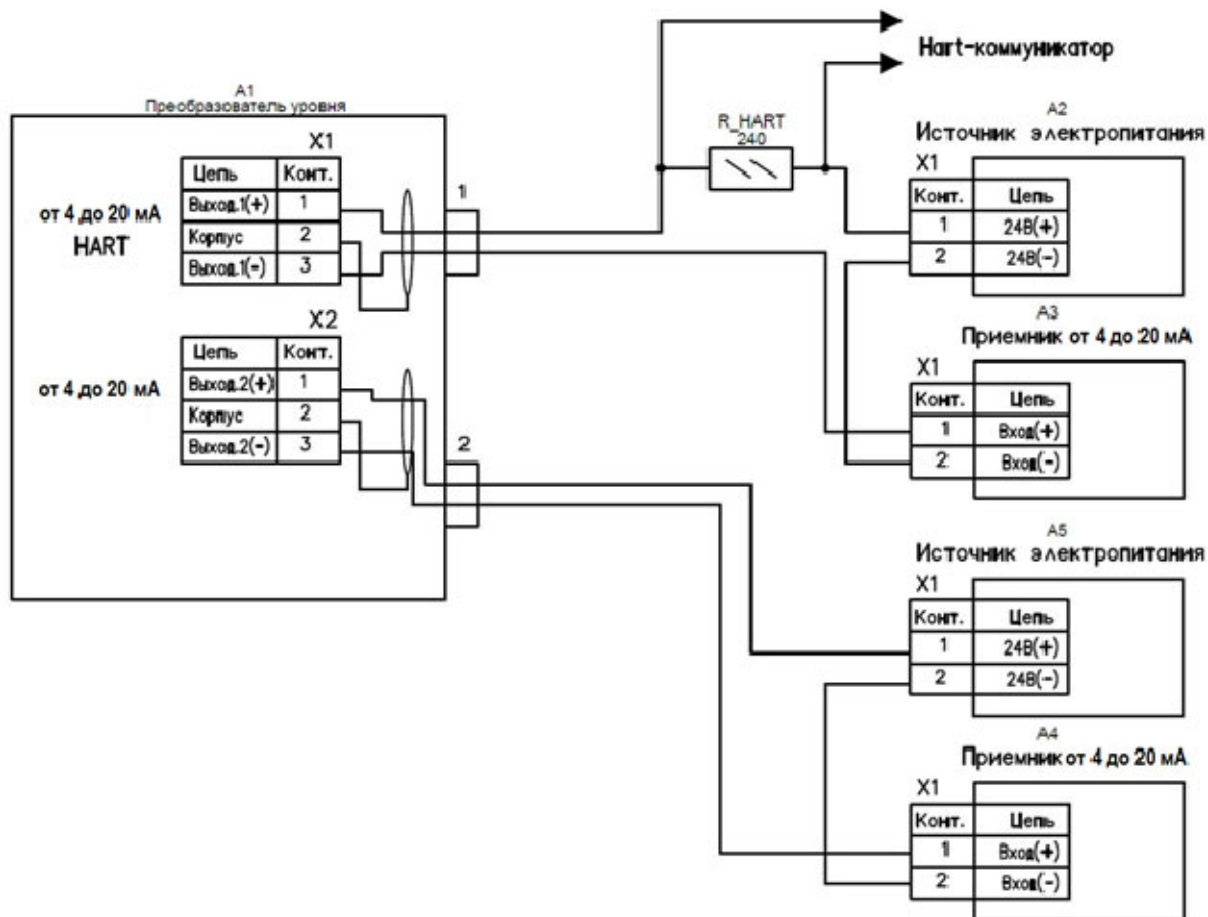 Hart-коммуникатор
A1
Преобразователь уровня
от 4 до 20 мА
HART
X1
Цепь Конт.
Выход.1(+) 1
Корпус 2
Выход.1(-) 3
от 4 до 20 мА
X2
Цепь Конт.
Выход.2(+) 1
Корпус 2
Выход.2(-) 3
1
2
R_HART
240
A2
Источник электропитания
X1
Конт. Цепь
1 24В(+)
2 24В(-)
A3
Приемник от 4 до 20 мА
X1
Конт. Цепь
1 Вход(+)
2 Вход(-)
A5
Источник электропитания
X1
Конт. Цепь
1 24В(+)
2 24В(-)
A4
Приемник от 4 до 20 мА
X1
Конт. Цепь
1 Вход(+)
2 Вход(-)